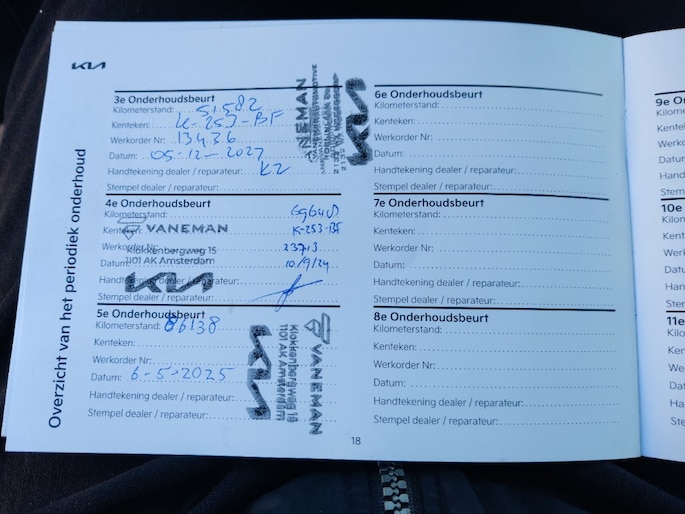 KIA
Overzicht van het periodiek onderhoud
3e Onderhoudsbeurt
Kilometerstand: 51582
Kenteken: K-253-BF
Werkorder Nr: 13436
Datum: 05-12-2027
Handtekening dealer / reparateur:
Stempel dealer / reparateur:
VANEMAN
KIA
4e Onderhoudsbeurt
Kilometerstand:
Kenteken: K-253-BF
Werkorder Nr: 23713
Datum: 10/9/24
Handtekening dealer / reparateur:
Stempel dealer / reparateur:
VANEMAN
Klokkenbergweg 15
1101 AK Amsterdam
KIA
5e Onderhoudsbeurt
Kilometerstand: 86138
Kenteken:
Werkorder Nr:
Datum: 6-5-2025
Handtekening dealer / reparateur:
Stempel dealer / reparateur:
KIA
VANEMAN
Klokkenbergweg 15
1101 AK Amsterdam
6e Onderhoudsbeurt
Kilometerstand:
Kenteken:
Werkorder Nr:
Datum:
Handtekening dealer / reparateur:
Stempel dealer / reparateur:
7e Onderhoudsbeurt
Kilometerstand:
Kenteken:
Werkorder Nr:
Datum:
Handtekening dealer / reparateur:
Stempel dealer / reparateur:
8e Onderhoudsbeurt
Kilometerstand:
Kenteken:
Werkorder Nr:
Datum:
Handtekening dealer / reparateur:
Stempel dealer / reparateur:
18
9e
10e
11e